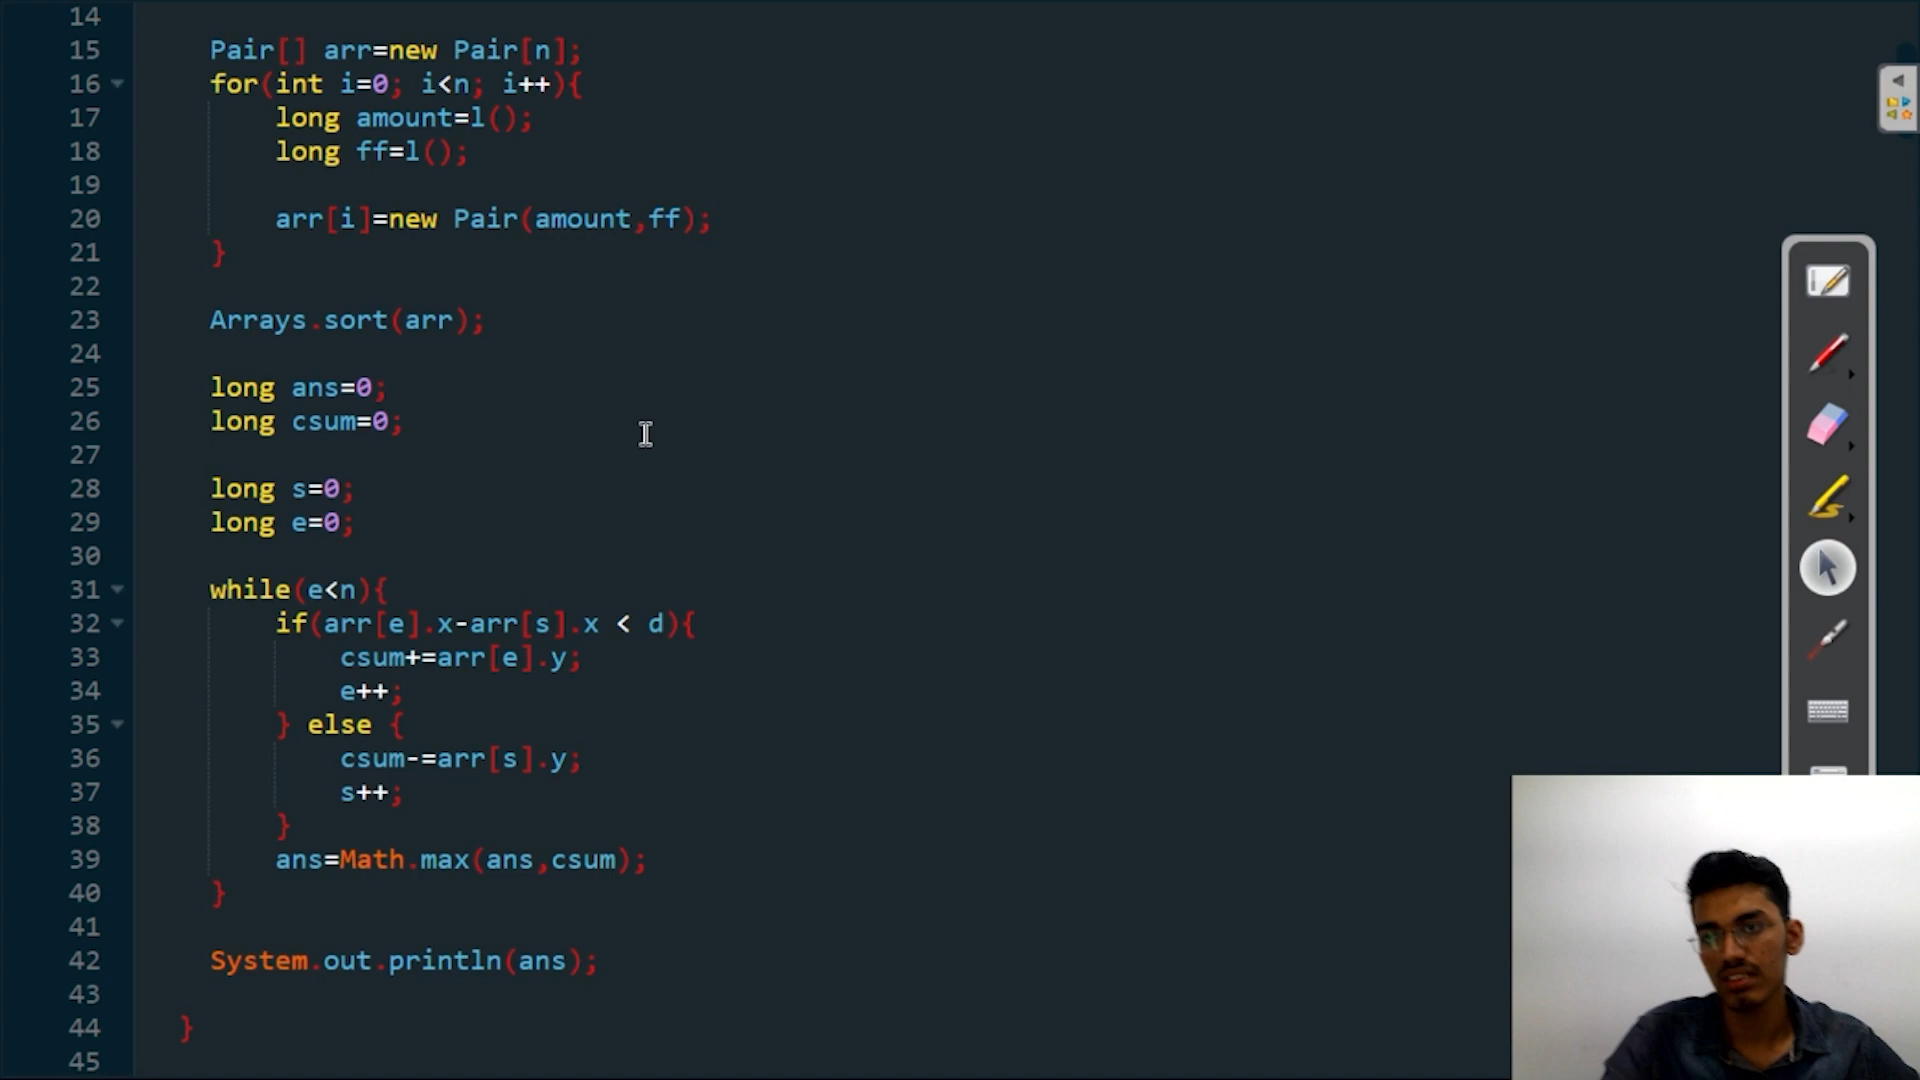 14
15 Pair[] arr=new Pair[n];
16 for(int i=0; i<n; i++){
17 long amount=l();
18 long ff=l();
19
20 arr[i]=new Pair(amount,ff);
21 }
22
23 Arrays.sort(arr);
24
25 long ans=0;
26 long csum=0;
27
28 long s=0;
29 long e=0;
30
31 while(e<n){
32 if(arr[e].x-arr[s].x < d){
33 csum+=arr[e].y;
34 e++;
35 } else {
36 csum-=arr[s].y;
37 s++;
38 }
39 ans=Math.max(ans,csum);
40 }
41
42 System.out.println(ans);
43
44 }
45